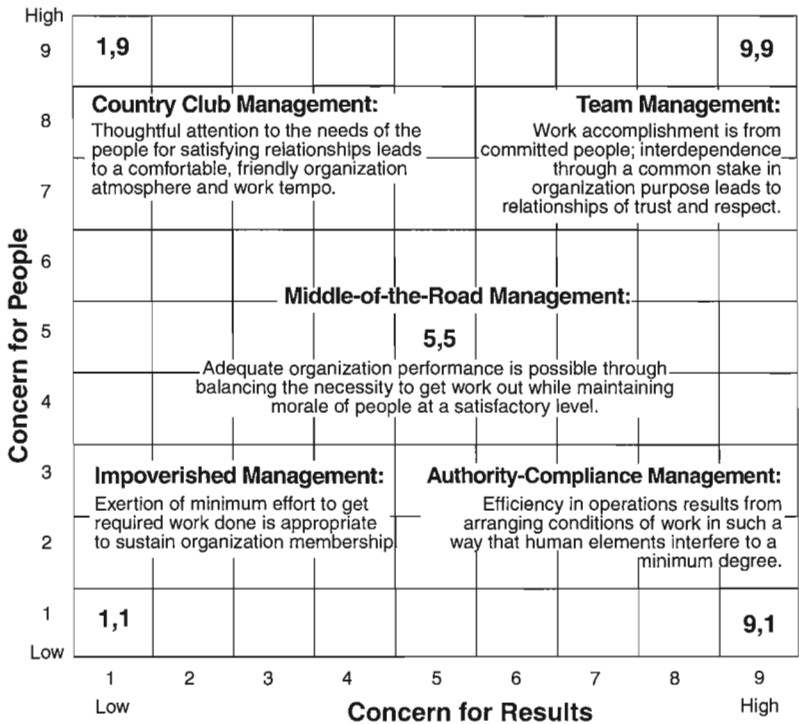 High
9
1,9
9,9
Country Club Management:
Thoughtful attention to the needs of the
people for satisfying relationships leads
to a comfortable, friendly organization
atmosphere and work tempo.
Team Management:
Work accomplishment is from
committed people; interdependence
through a common stake in
organization purpose leads to
relationships of trust and respect.
8
7
6
Concern for People
Middle-of-the-Road Management:
5
5,5
Adequate organization performance is possible through
balancing the necessity to get work out while maintaining
morale of people at a satisfactory level.
4
3
Impoverished Management:
Exertion of minimum effort to get
required work done is appropriate
to sustain organization membership
Authority-Compliance Management:
Efficiency in operations results from
arranging conditions of work in such a
way that human elements interfere to a
minimum degree.
2
1
1,1
9,1
Low
1 2 3 4 5 6 7 8 9
Low
High
Concern for Results